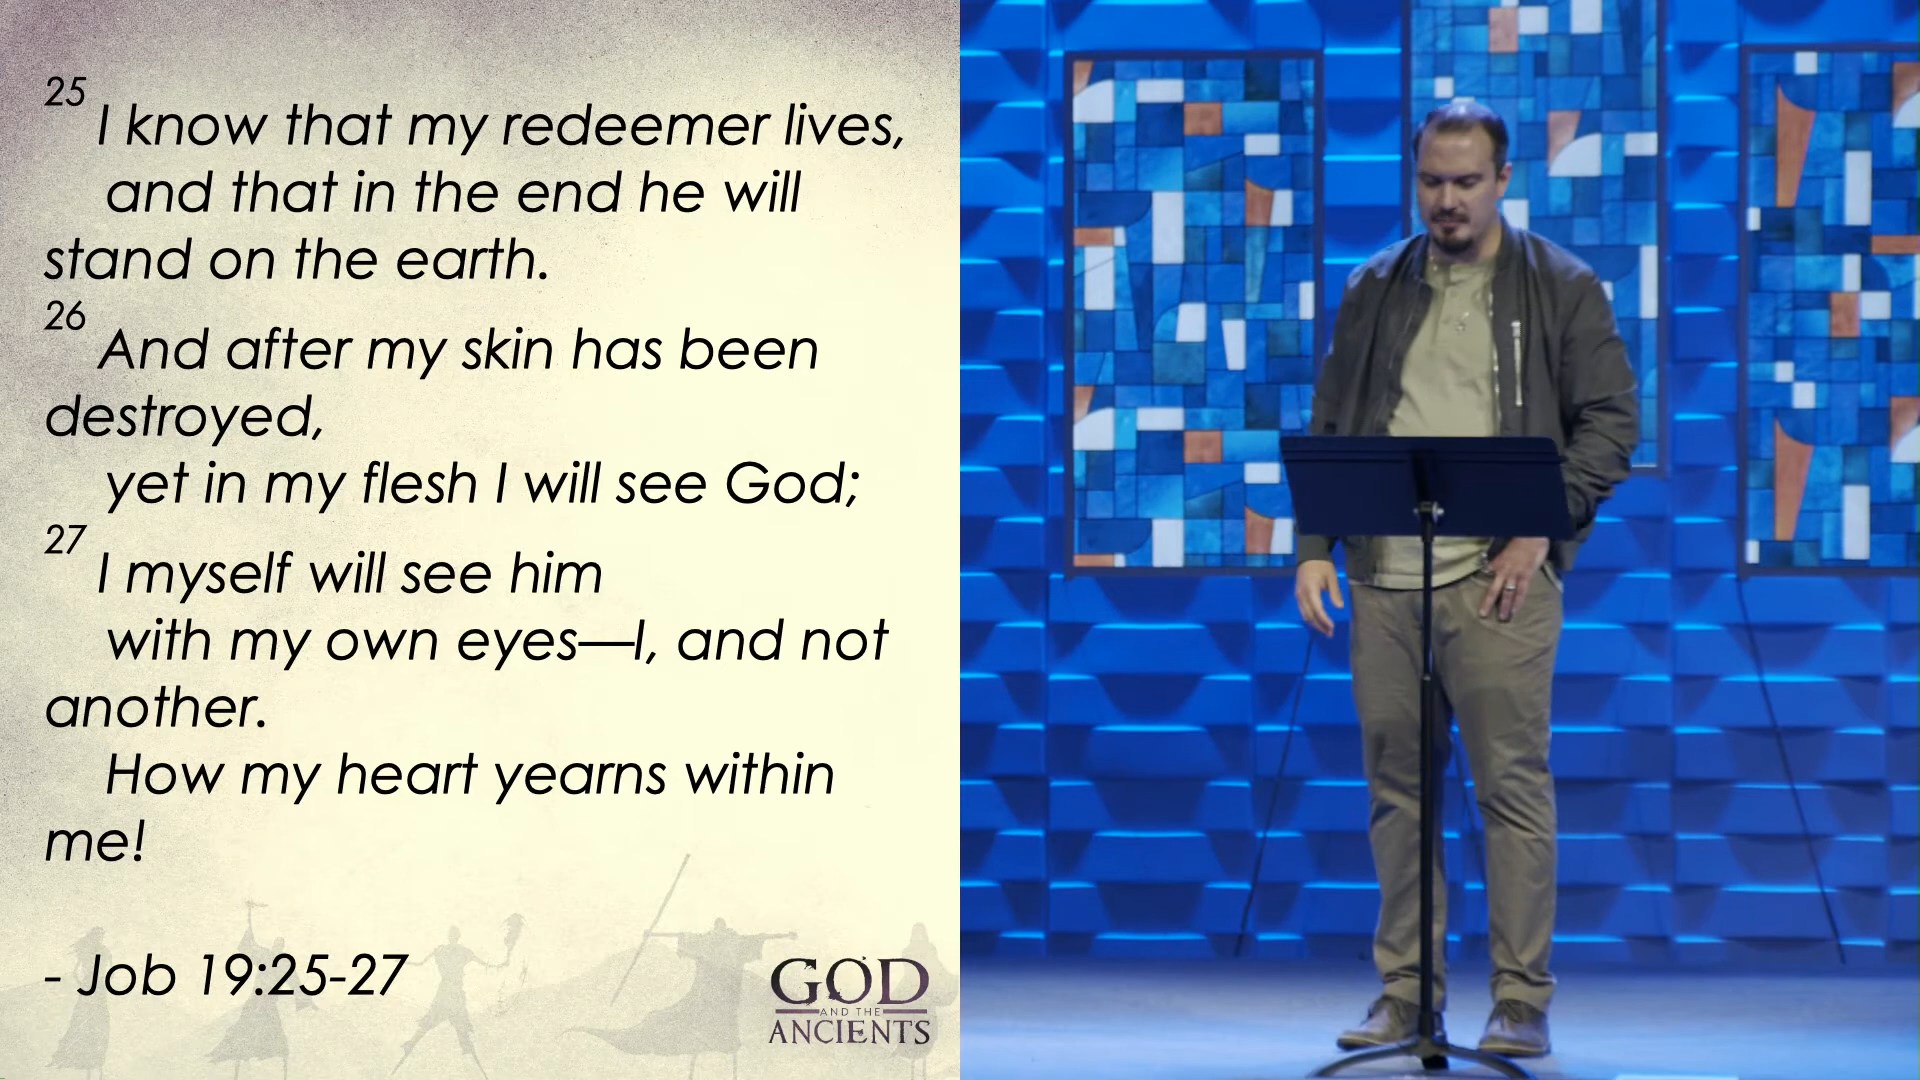 25 I know that my redeemer lives,
and that in the end he will
stand on the earth.
26 And after my skin has been
destroyed,
yet in my flesh I will see God;
27 I myself will see him
with my own eyes—I, and not
another.
How my heart yearns within
me!
- Job 19:25-27
GOD
AND THE
ANCIENTS